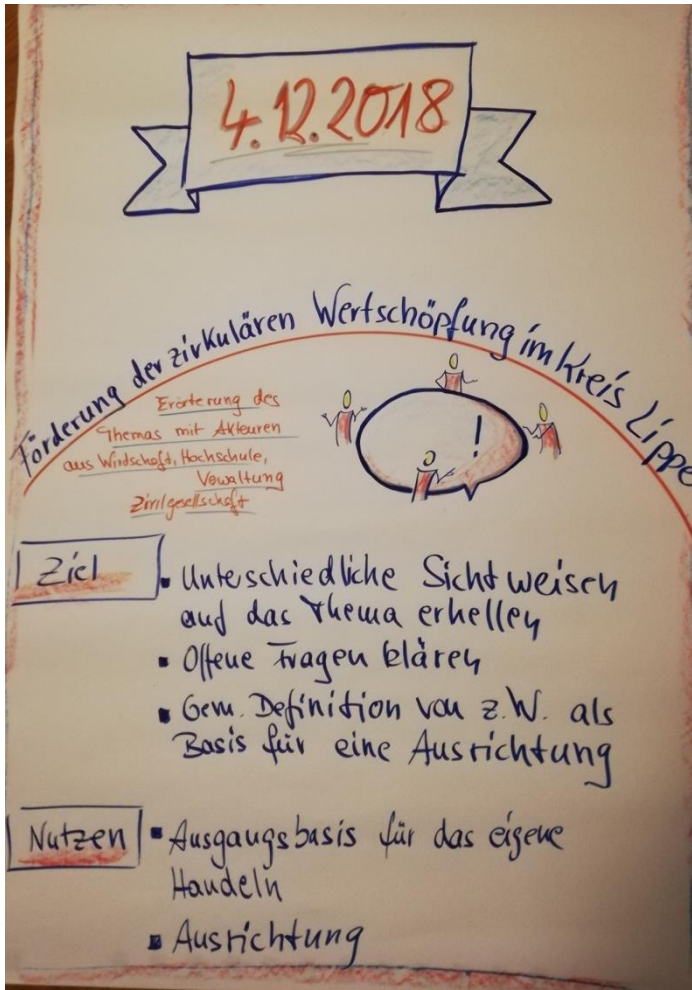 4.12.2018
Förderung der zirkulären Wertschöpfung im Kreis Lippe
Erörterung des
Themas mit Akteuren
aus Wirtschaft, Hochschule,
Verwaltung
Zivilgesellschaft
!
Ziel
▪ Unterschiedliche Sichtweisen
auf das Thema erhellen
▪ Offene Fragen klären
▪ Gem. Definition von z.W. als
Basis für eine Ausrichtung
Nutzen
▪ Ausgangsbasis für das eigene
Handeln
▪ Ausrichtung